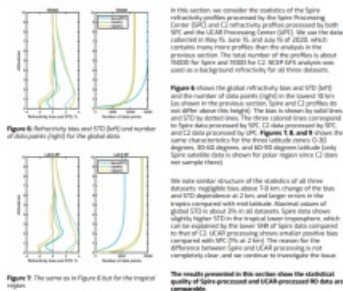 In this section, we consider the statistics of the Spire
refractivity profiles processed by the Spire Processing
Center (SPC) and C2 refractivity profiles processed by both
SPC and the UCAR Processing Center (UPC). We use the data
collected in May 15, June 15, and July 15 of 2020, which
contains many more profiles than the analysis in the
previous section. The total number of the profiles is about
for Spire and for C2. NCEP GFS analysis was
used as a background refractivity for all three datasets.
Figure 6 shows the global refractivity bias and STD (left)
and the number of data points (right) in the lowest 10 km
(as shown in the previous section, Spire and C2 profiles do
not differ above this height). The bias is shown by solid lines
and STD by dotted lines. The three colored lines correspond
to Spire data processed by SPC, C2 data processed by SPC,
and C2 data processed by UPC. Figures 7, 8, and 9 shows the
same characteristics for the three latitude zones: 0-30
degrees, 30-60 degrees, and 60-90 degrees latitude (only
Spire satellite data is shown for polar region since C2 does
not sample there).
We note similar structure of the statistics of all three
datasets: negligible bias above 7-8 km, change of the bias
and STD dependence at 2 km, and larger errors in the
tropics compared with mid-latitude. Maximal values of
global STD is about 3% in all datasets. Spire data shows
slightly higher STD in the tropical lower troposphere, which
can be explained by the lower SNR of Spire data compared
to that of C2. UCAR processing shows smaller positive bias
compared with SPC (1% at 2 km). The reason for the
difference between Spire and UCAR processing is not
completely clear, and we continue to investigate the issue.
The results presented in this section show the statistical
quality of Spire-processed and UCAR-processed RO data are
comparable.
Figure 6: Refractivity bias and STD (left) and number
of data points (right) for the global data.
Figure 7: The same as in Figure 6 but for the tropical
region.